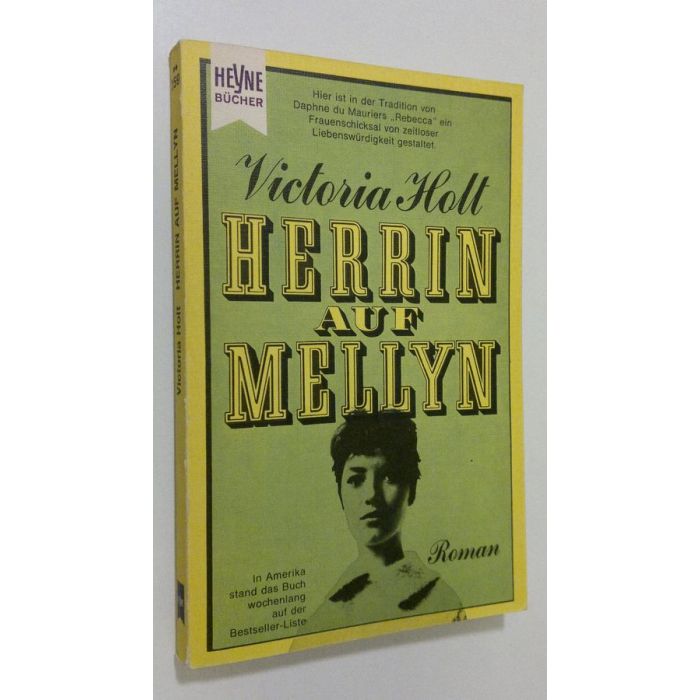 HEYNE
BÜCHER
Hier ist in der Tradition von
Daphne du Mauriers „Rebecca" ein
Frauenschicksal von zeitloser
Liebenswürdigkeit gestaltet.
Victoria Holt
HERRIN
AUF
MELLYN
Roman
In Amerika
stand das Buch
wochenlang
auf der
Bestseller-Liste
Victoria Holt HERRIN AUF MELLYN